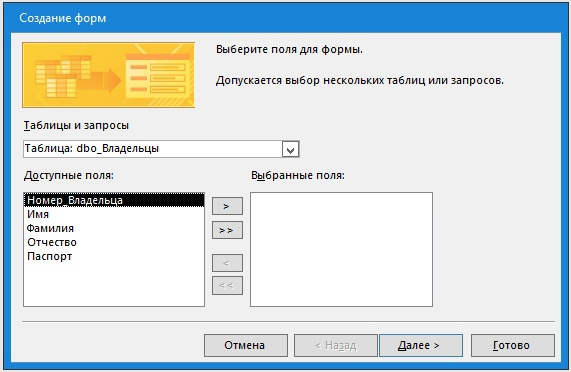 Создание форм
Выберите поля для формы.
Допускается выбор нескольких таблиц или запросов.
Таблицы и запросы
Таблица: dbo_Владельцы
Доступные поля:
Выбранные поля:
Номер_Владельца
Имя
Фамилия
Отчество
Паспорт
>
>>
<
<<
Отмена
< Назад
Далее >
Готово